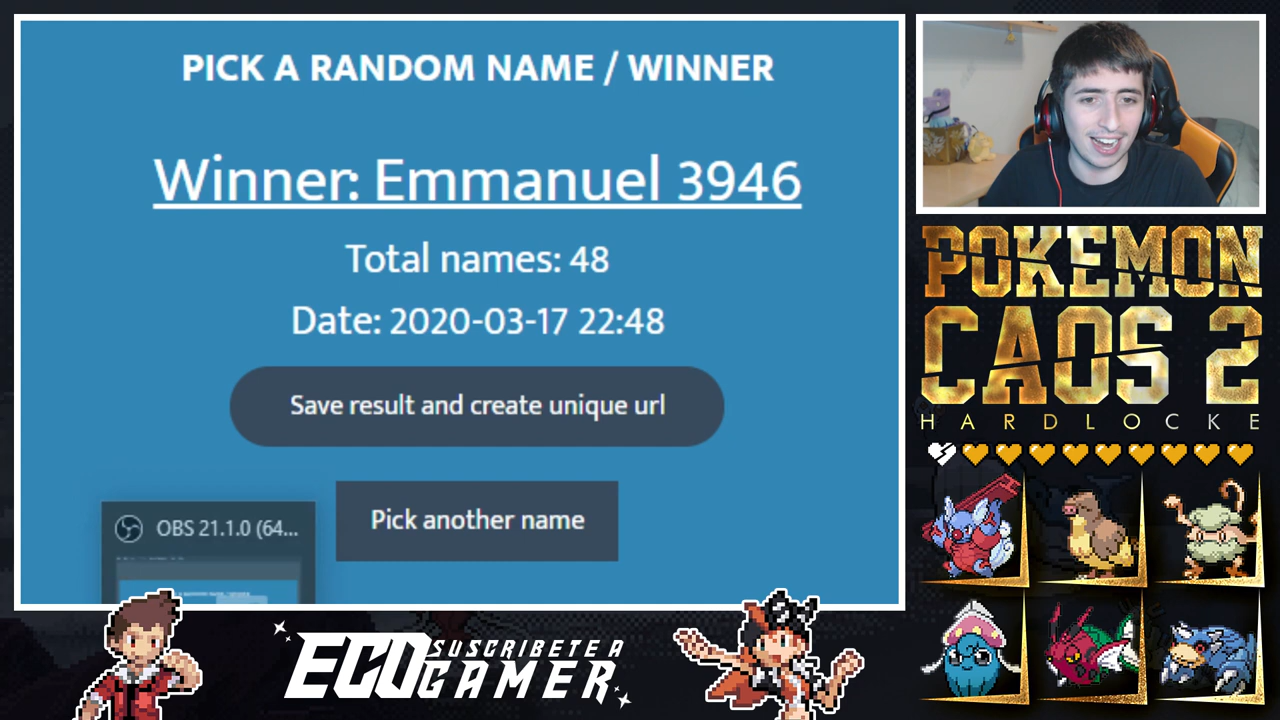 PICK A RANDOM NAME / WINNER
Winner: Emmanuel 3946
Total names: 48
Date: 2020-03-17 22:48
Save result and create unique url
Pick another name
OBS 21.1.0 (64...
POKEMON
CAOS 2
HARDLOCKE
SUSCRIBETE A
EGO GAMER